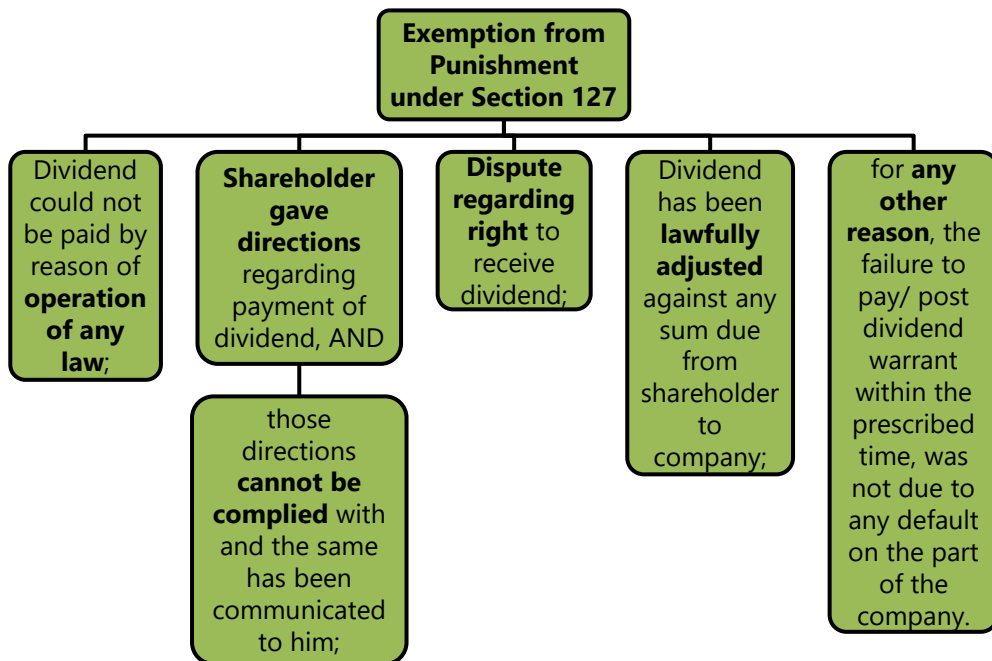 Exemption from
Punishment
under Section 127
Dividend
could not
be paid by
reason of
operation
of any
law;
Shareholder
gave
directions
regarding
payment of
dividend, AND
those
directions
cannot be
complied with
and the same
has been
communicated
to him;
Dispute
regarding
right to
receive
dividend;
Dividend
has been
lawfully
adjusted
against any
sum due
from
shareholder
to
company;
for any
other
reason, the
failure to
pay/ post
dividend
warrant
within the
prescribed
time, was
not due to
any default
on the part
of the
company.